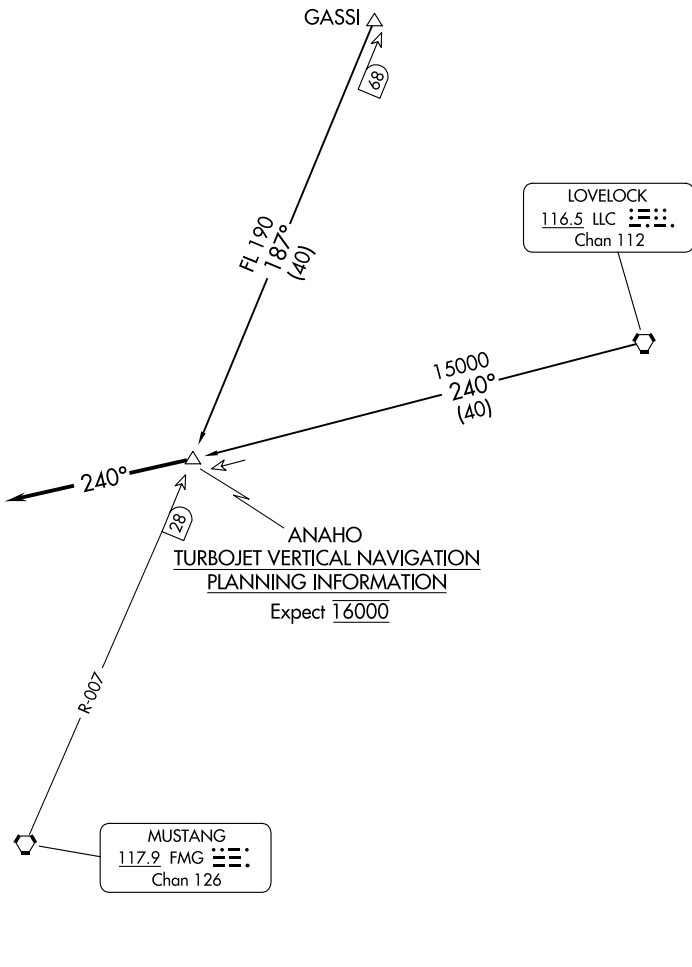 GASSI
68
FL 190
187°
(40)
LOVELOCK
116.5 LLC
Chan 112
15000
240°
(40)
240°
28
ANAHO
TURBOJET VERTICAL NAVIGATION
PLANNING INFORMATION
Expect 16000
R-007
MUSTANG
117.9 FMG
Chan 126